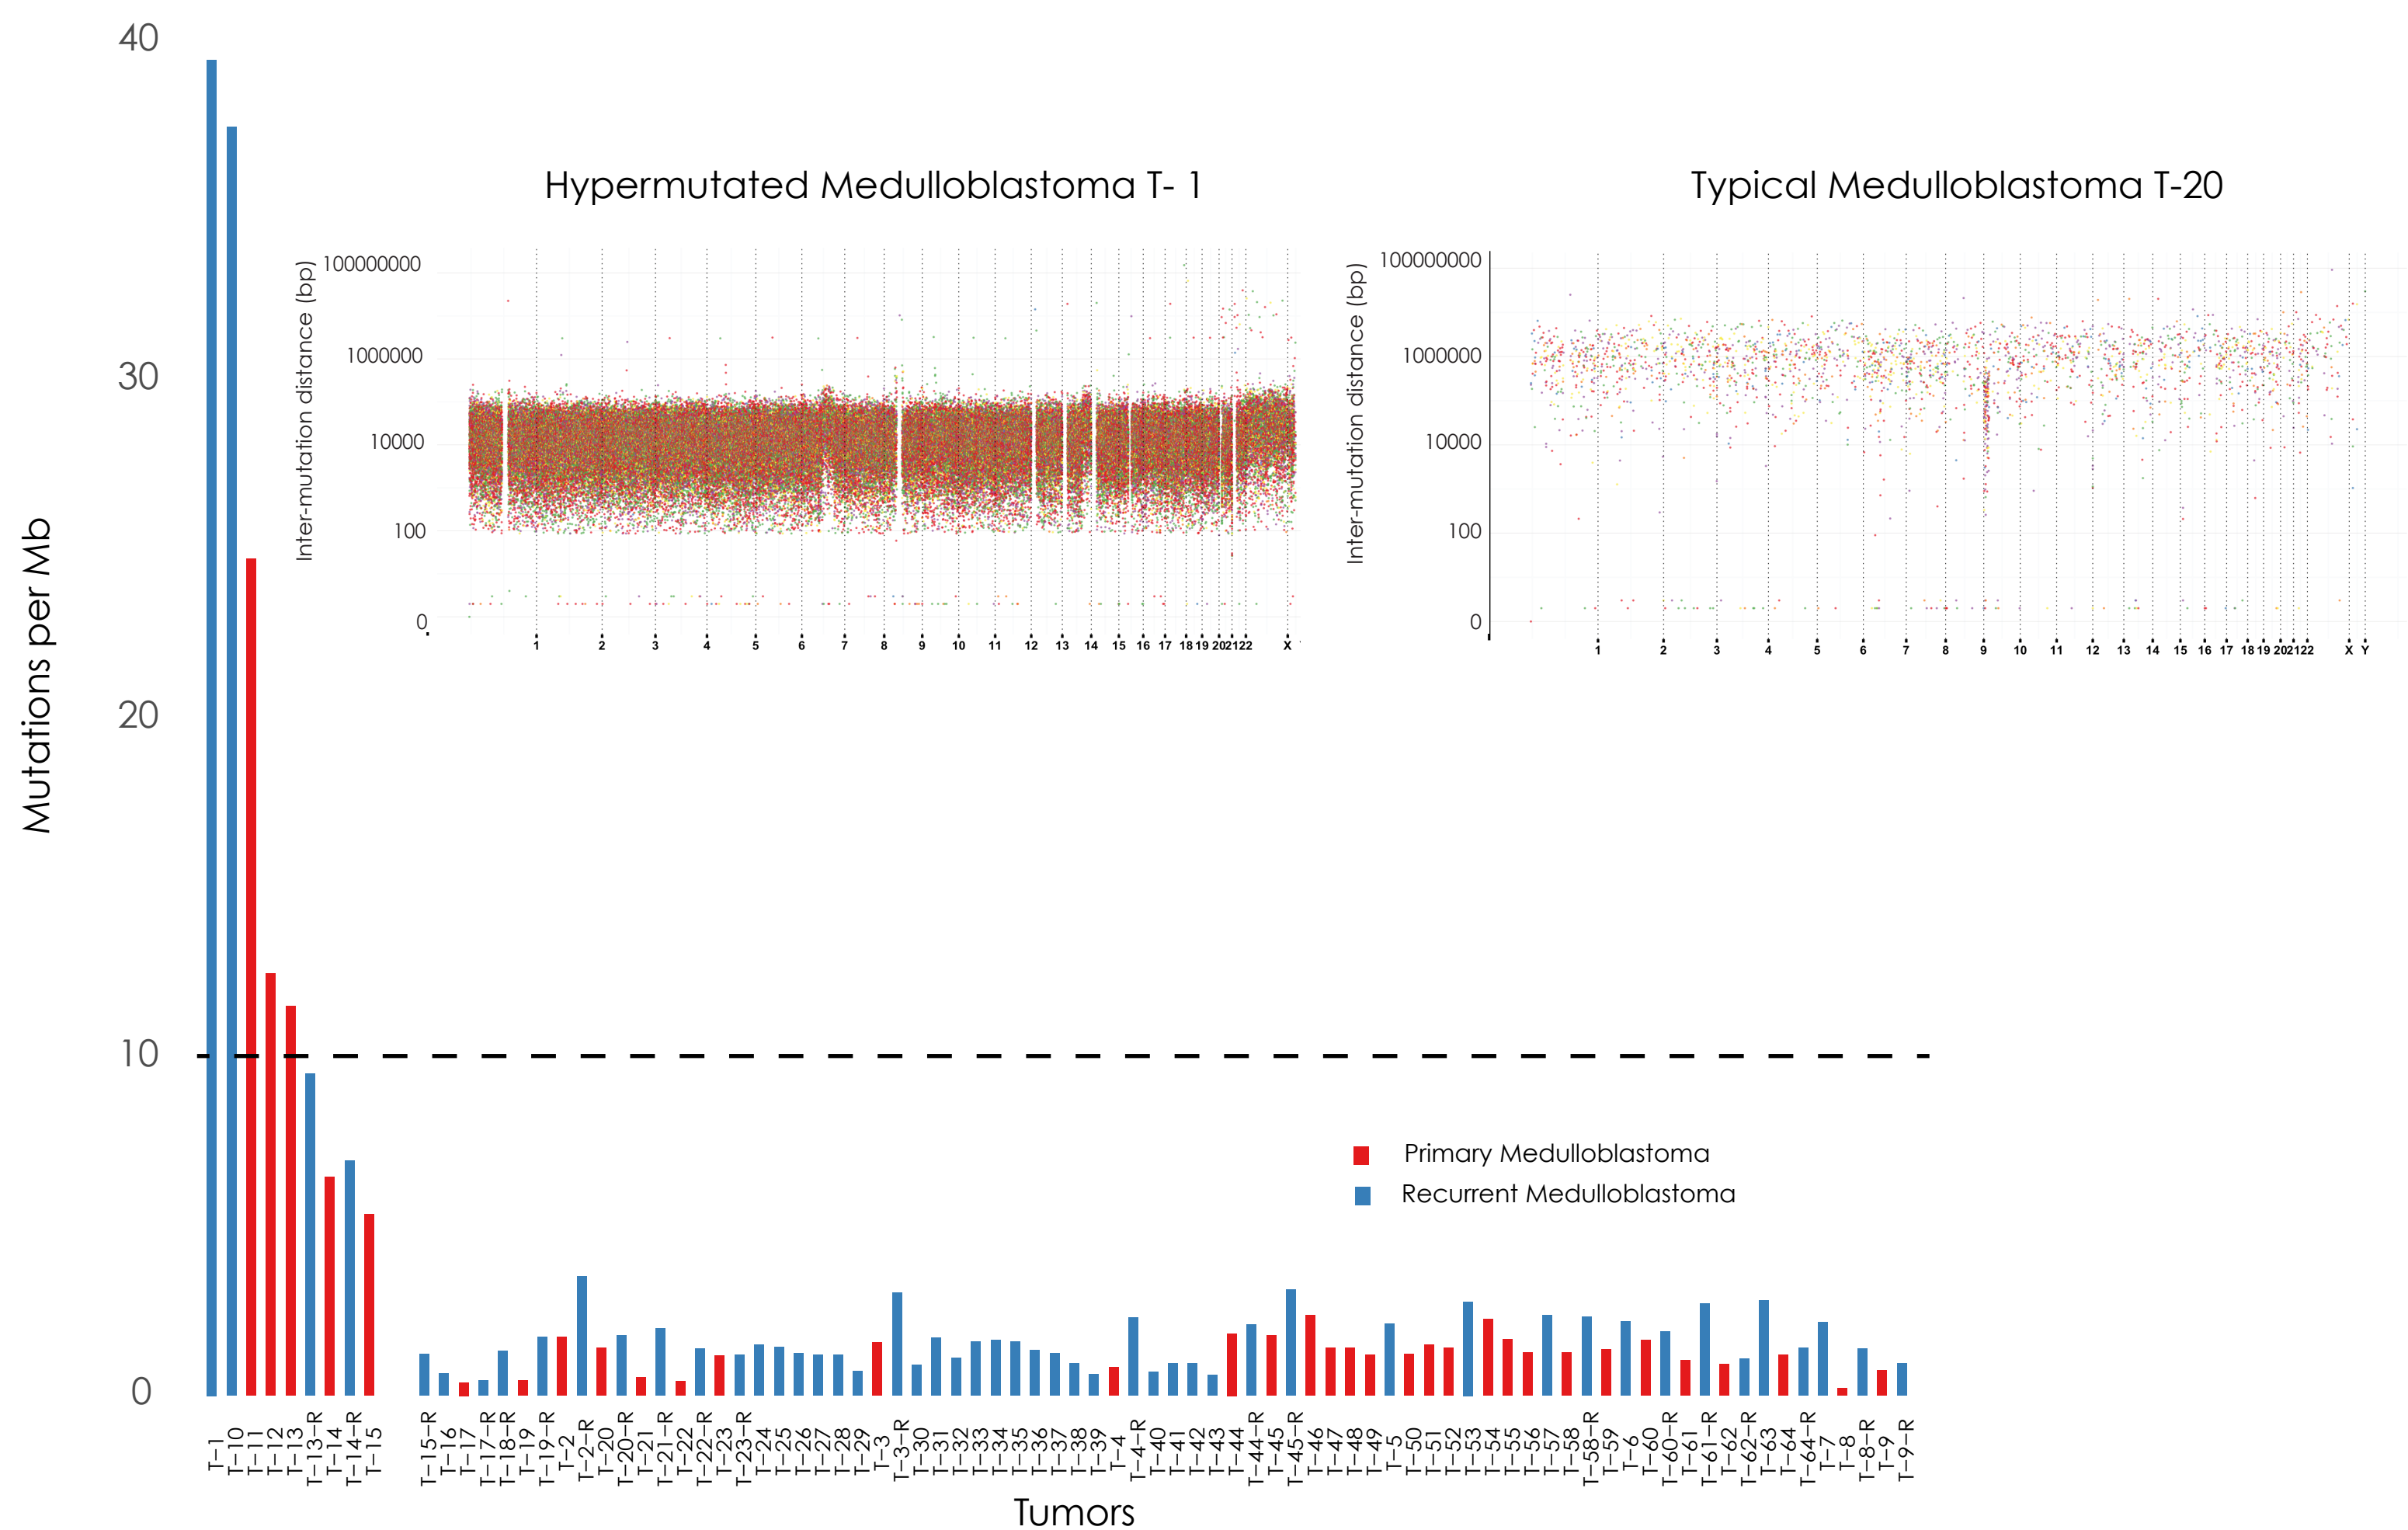 40
30
20
10
0
Mutations per Mb
Hypermutated Medulloblastoma T- 1
Inter-mutation distance (bp)
100000000
1000000
10000
100
0
1 2 3 4 5 6 7 8 9 10 11 12 13 14 15 16 17 18 19 20 21 22 X
Typical Medulloblastoma T-20
Inter-mutation distance (bp)
100000000
1000000
10000
100
0
1 2 3 4 5 6 7 8 9 10 11 12 13 14 15 16 17 18 19 20 21 22 X Y
Primary Medulloblastoma
Recurrent Medulloblastoma
T-1
T-10
T-11
T-12
T-13
T-13-R
T-14
T-14-R
T-15
T-15-R
T-16
T-17
T-17-R
T-18-R
T-19
T-19-R
T-2
T-2-R
T-20
T-20-R
T-21
T-21-R
T-22
T-22-R
T-23
T-23-R
T-24
T-25
T-26
T-27
T-28
T-29
T-3
T-3-R
T-30
T-31
T-32
T-33
T-34
T-35
T-36
T-37
T-38
T-39
T-4
T-4-R
T-40
T-41
T-42
T-43
T-44
T-44-R
T-45
T-45-R
T-46
T-47
T-48
T-49
T-5
T-50
T-51
T-52
T-53
T-54
T-55
T-56
T-57
T-58
T-58-R
T-59
T-6
T-60
T-60-R
T-61
T-61-R
T-62
T-62-R
T-63
T-64
T-64-R
T-7
T-8
T-8-R
T-9
T-9-R
Tumors